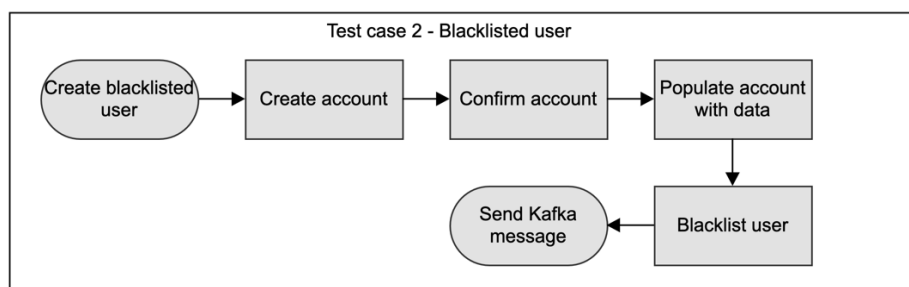 Test case 2 - Blacklisted user
Create blacklisted
user
Create account
Confirm account
Populate account
with data
Send Kafka
message
Blacklist user